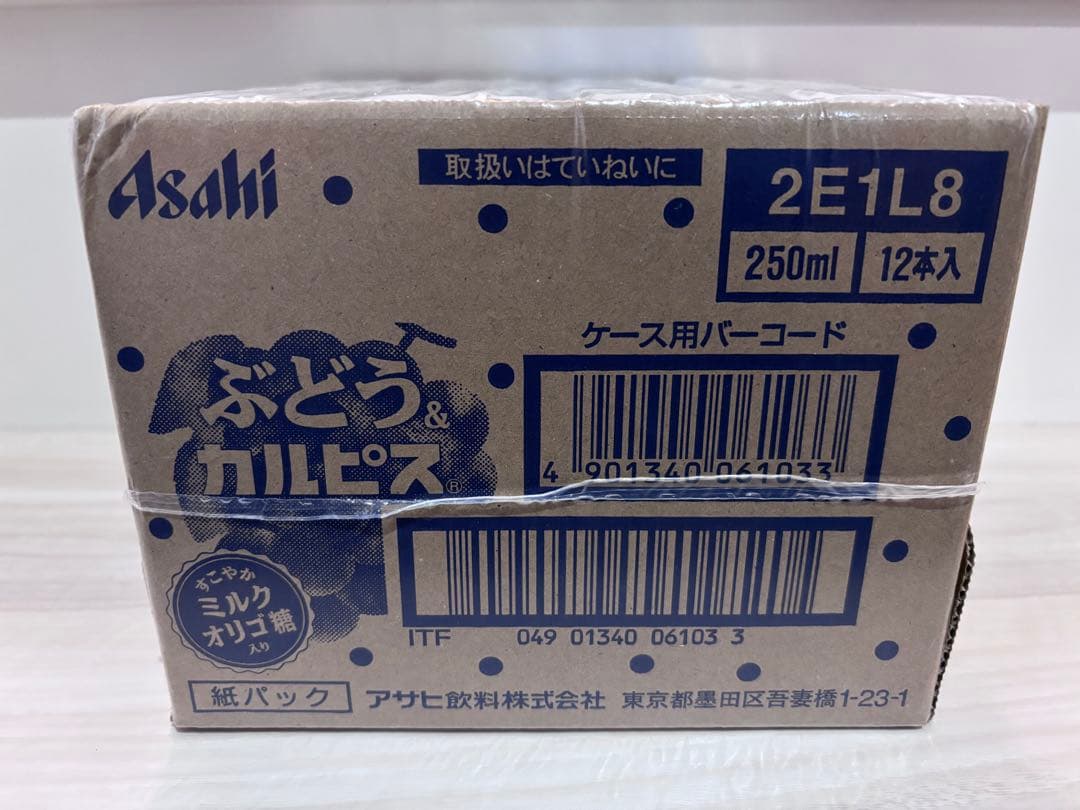 Asahi
取扱いはていねいに
2E1L8
250ml 12本入
ケース用バーコード
ぶどう&
カルピス®
4 901340 061033
すこやか
ミルク
オリゴ糖
入り
ITF 049 01340 06103 3
紙パック アサヒ飲料株式会社 東京都墨田区吾妻橋1-23-1